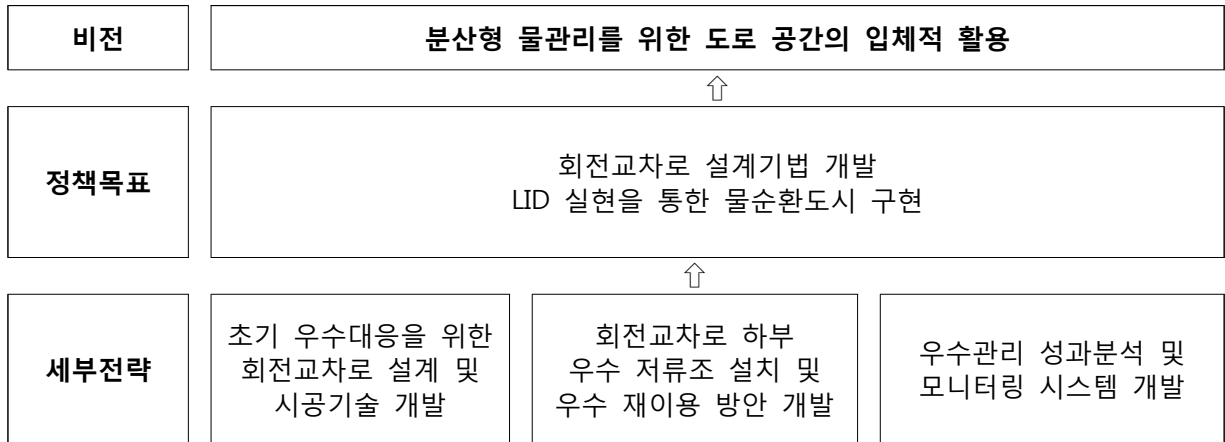 비전
분산형 물관리를 위한 도로 공간의 입체적 활용
⇧
정책목표
회전교차로 설계기법 개발
LID 실현을 통한 물순환도시 구현
⇧
세부전략
초기 우수대응을 위한
회전교차로 설계 및
시공기술 개발
회전교차로 하부
우수 저류조 설치 및
우수 재이용 방안 개발
우수관리 성과분석 및
모니터링 시스템 개발